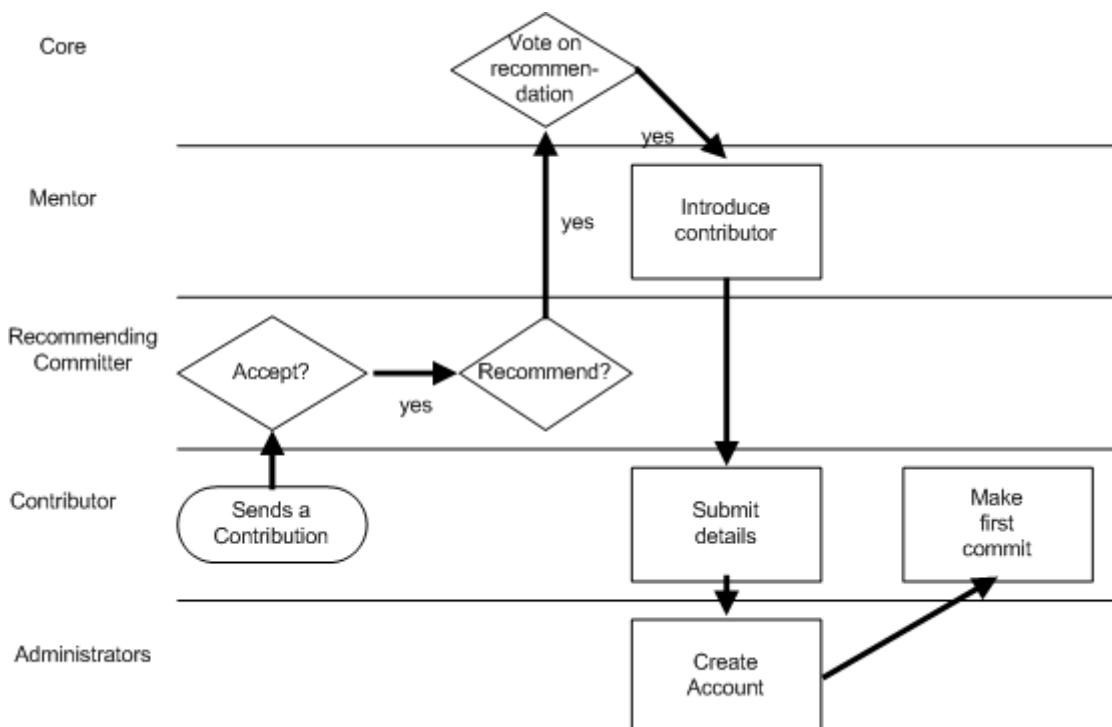 Core
Vote on
recommen-
dation
yes
Mentor
Introduce
contributor
yes
Recommending
Committer
Accept?
yes
Recommend?
Contributor
Sends a
Contribution
Submit
details
Make
first
commit
Administrators
Create
Account